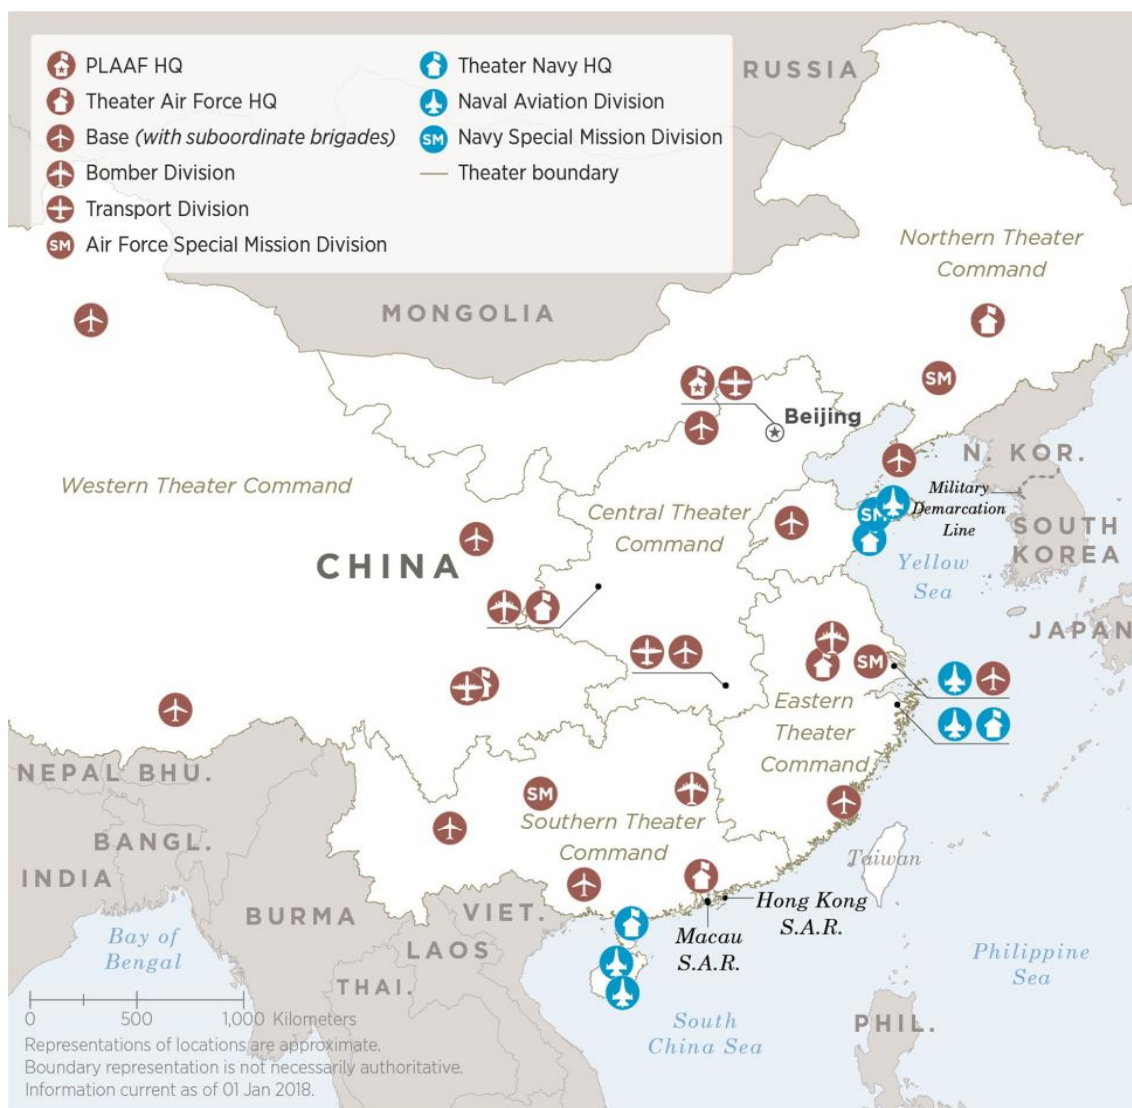 PLAAF HQ
Theater Air Force HQ
Base (with suboordinate brigades)
Bomber Division
Transport Division
SM Air Force Special Mission Division
Theater Navy HQ
Naval Aviation Division
SM Navy Special Mission Division
Theater boundary
RUSSIA
Northern Theater
Command
MONGOLIA
SM
Beijing
N. KOR.
Western Theater Command
Military
Demarcation
Line
Central Theater
Command
SM
SOUTH
KOREA
CHINA
Yellow
Sea
JAPAN
SM
Eastern
Theater
Command
NEPAL
BHU.
SM
Southern Theater
Command
BANGL.
INDIA
Taiwan
BURMA
VIET.
Hong Kong
S.A.R.
Bay of
Bengal
LAOS
Macau
S.A.R.
Philippine
Sea
THAI.
0 500 1,000 Kilometers
South
China Sea
PHIL.
Representations of locations are approximate.
Boundary representation is not necessarily authoritative.
Information current as of 01 Jan 2018.